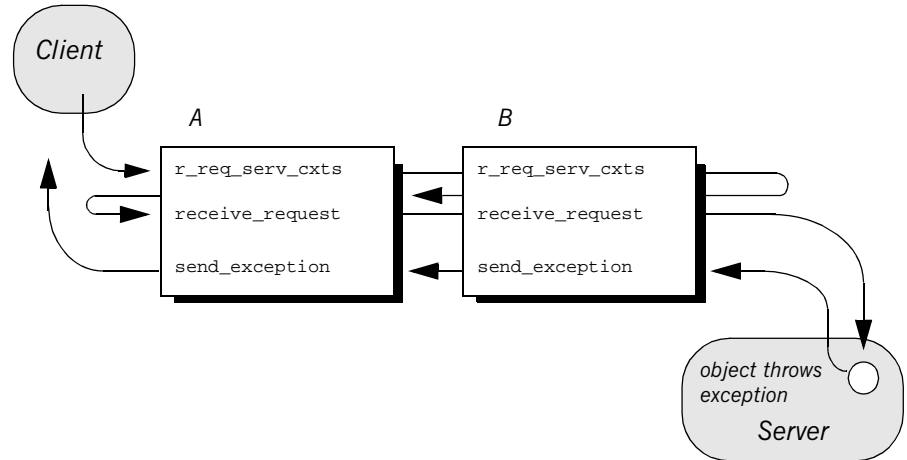 Client
A
B
r_req_serv_cxts
receive_request
send_exception
r_req_serv_cxts
receive_request
send_exception
object throws
exception
Server